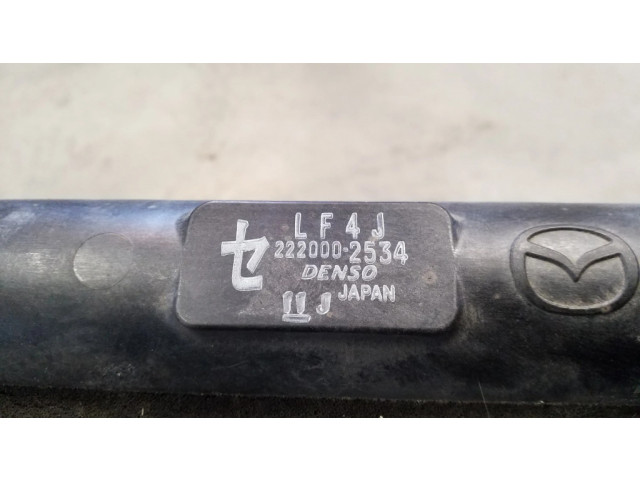 LF4J
セ
222000-2534
DENSO
JAPAN
J